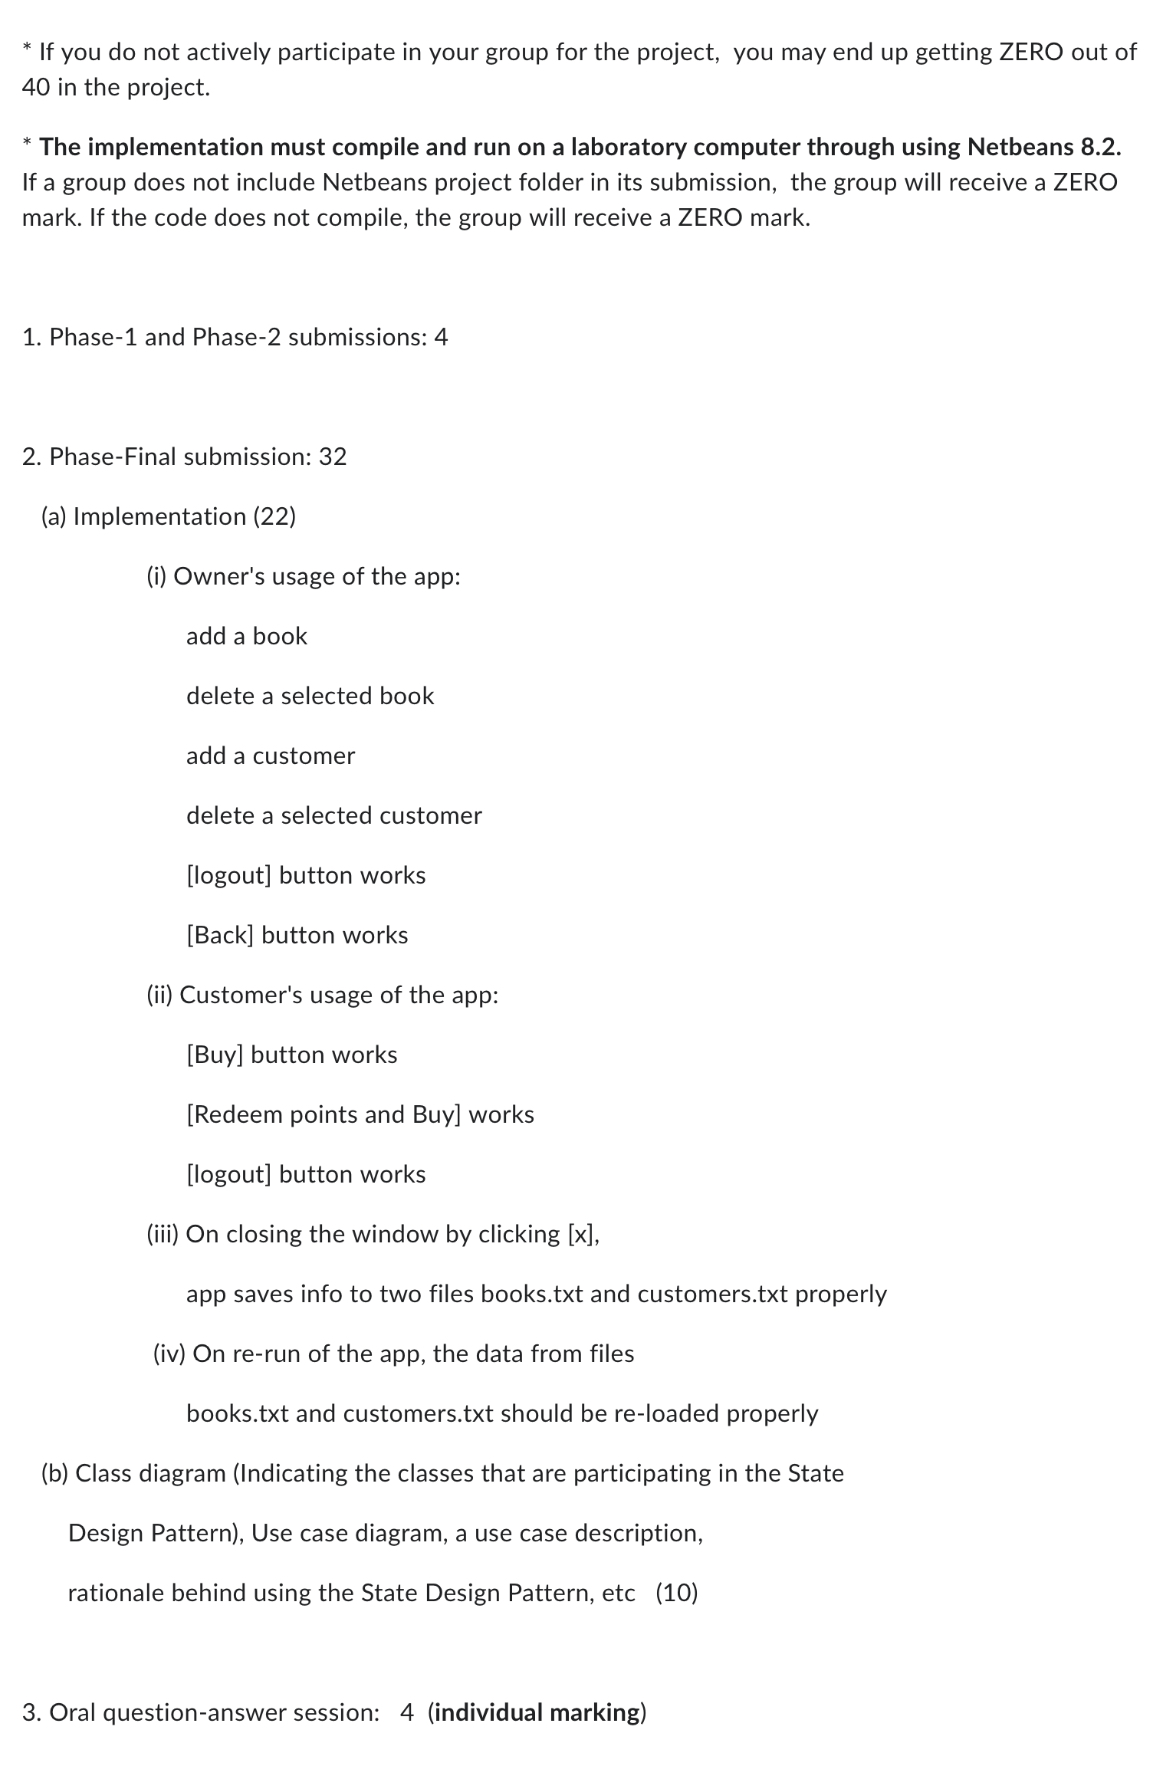 * If you do not actively participate in your group for the project,  you may end up getting ZERO out of
40 in the project.
* The implementation must compile and run on a laboratory computer through using Netbeans 8.2.
If a group does not include Netbeans project folder in its submission,  the group will receive a ZERO
mark. If the code does not compile, the group will receive a ZERO mark.
1. Phase-1 and Phase-2 submissions: 4
2. Phase-Final submission: 32
(a) Implementation (22)
(i) Owner's usage of the app:
add a book
delete a selected book
add a customer
delete a selected customer
[logout] button works
[Back] button works
(ii) Customer's usage of the app:
[Buy] button works
[Redeem points and Buy] works
[logout] button works
(iii) On closing the window by clicking [x],
app saves info to two files books.txt and customers.txt properly
(iv) On re-run of the app, the data from files
books.txt and customers.txt should be re-loaded properly
(b) Class diagram (Indicating the classes that are participating in the State
Design Pattern), Use case diagram, a use case description,
rationale behind using the State Design Pattern, etc   (10)
3. Oral question-answer session:   4  (individual marking)